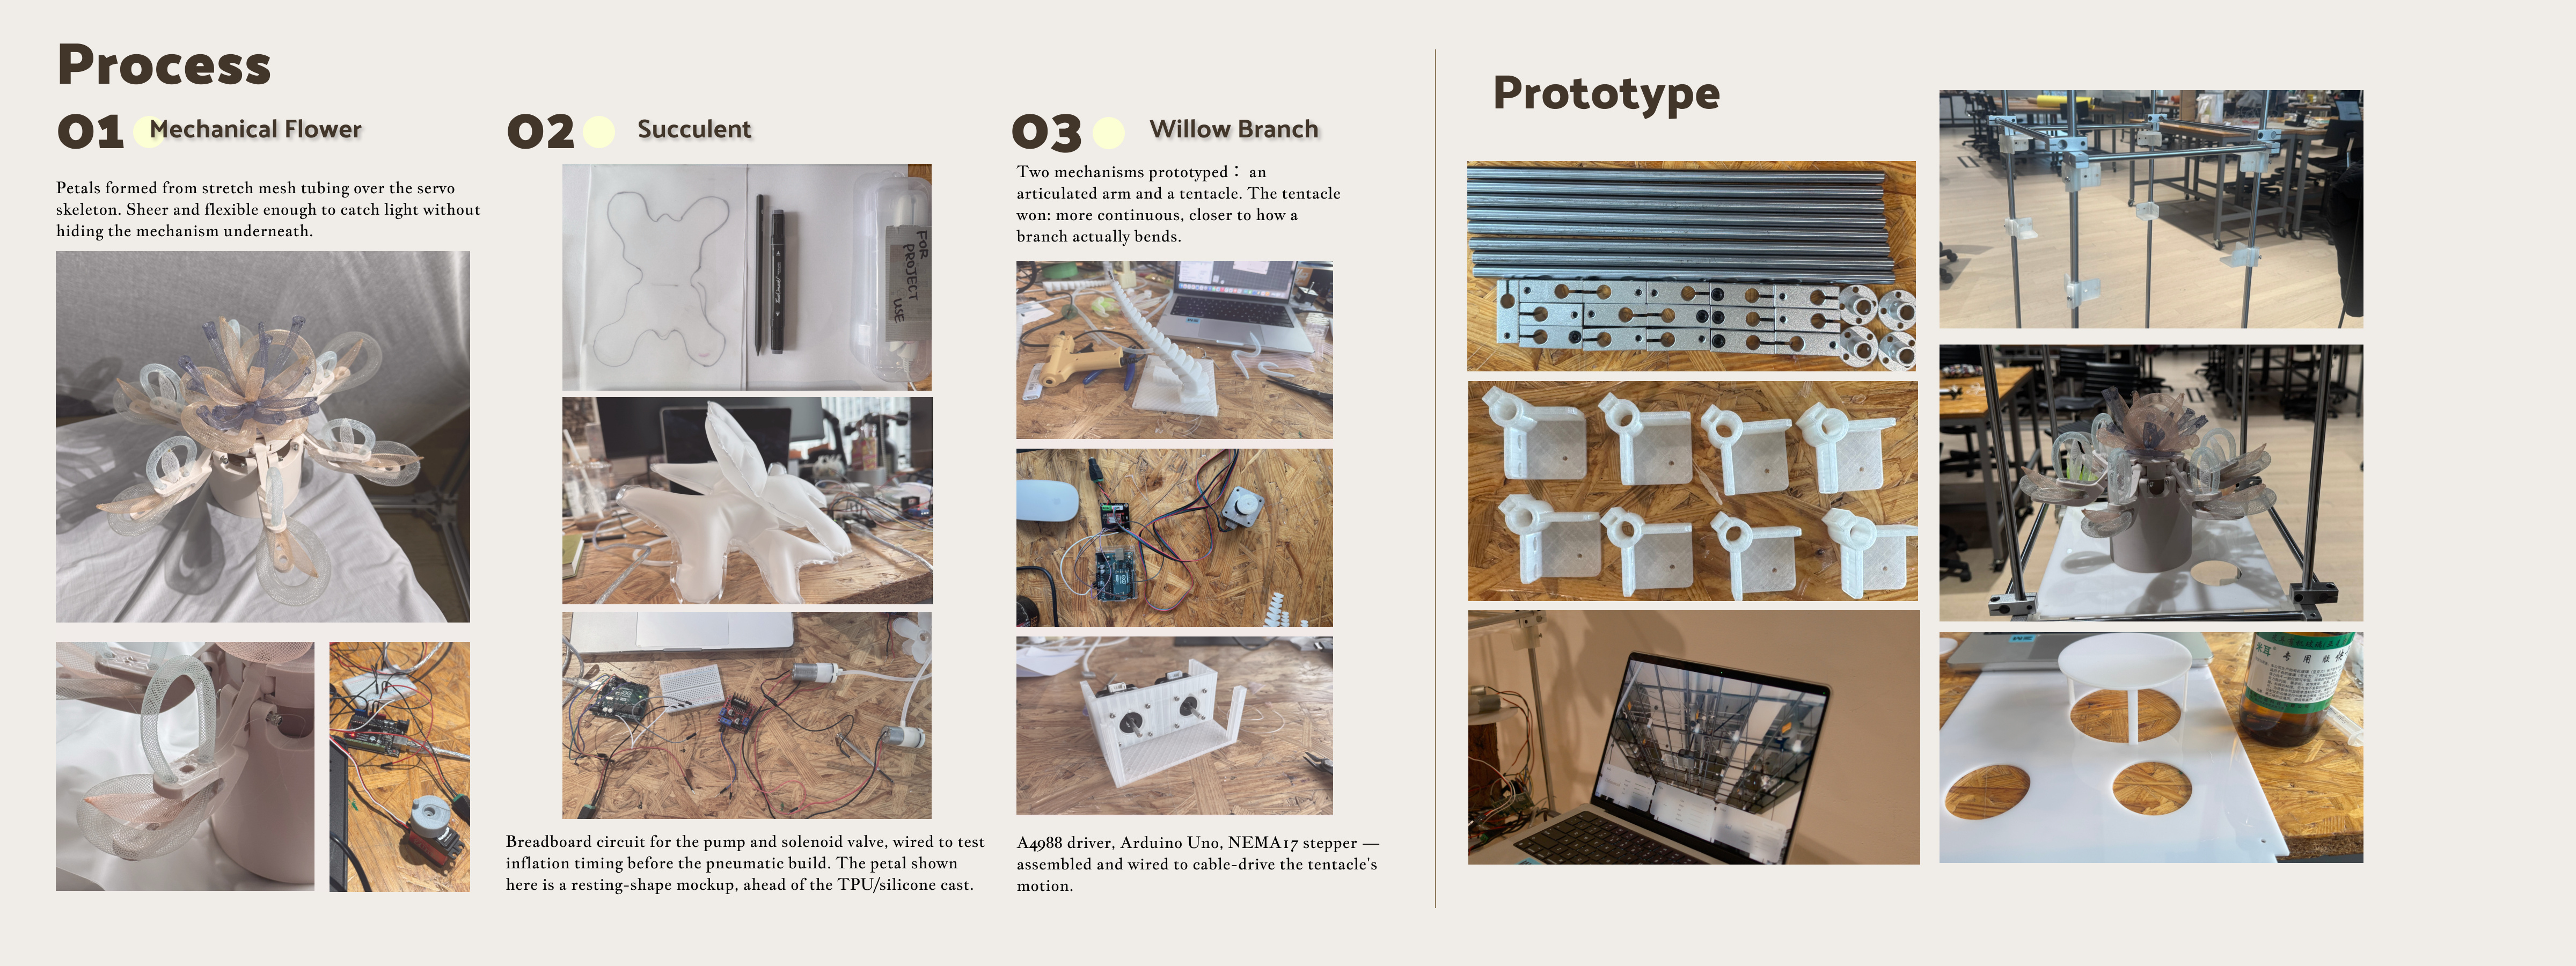 Process
01 Mechanical Flower
Petals formed from stretch mesh tubing over the servo
skeleton. Sheer and flexible enough to catch light without
hiding the mechanism underneath.
02 Succulent
FOR
PROJECT
USE
Breadboard circuit for the pump and solenoid valve, wired to test
inflation timing before the pneumatic build. The petal shown
here is a resting-shape mockup, ahead of the TPU/silicone cast.
03 Willow Branch
Two mechanisms prototyped：an
articulated arm and a tentacle. The tentacle
won: more continuous, closer to how a
branch actually bends.
A4988 driver, Arduino Uno, NEMA17 stepper —
assembled and wired to cable-drive the tentacle's
motion.
Prototype
专用胶